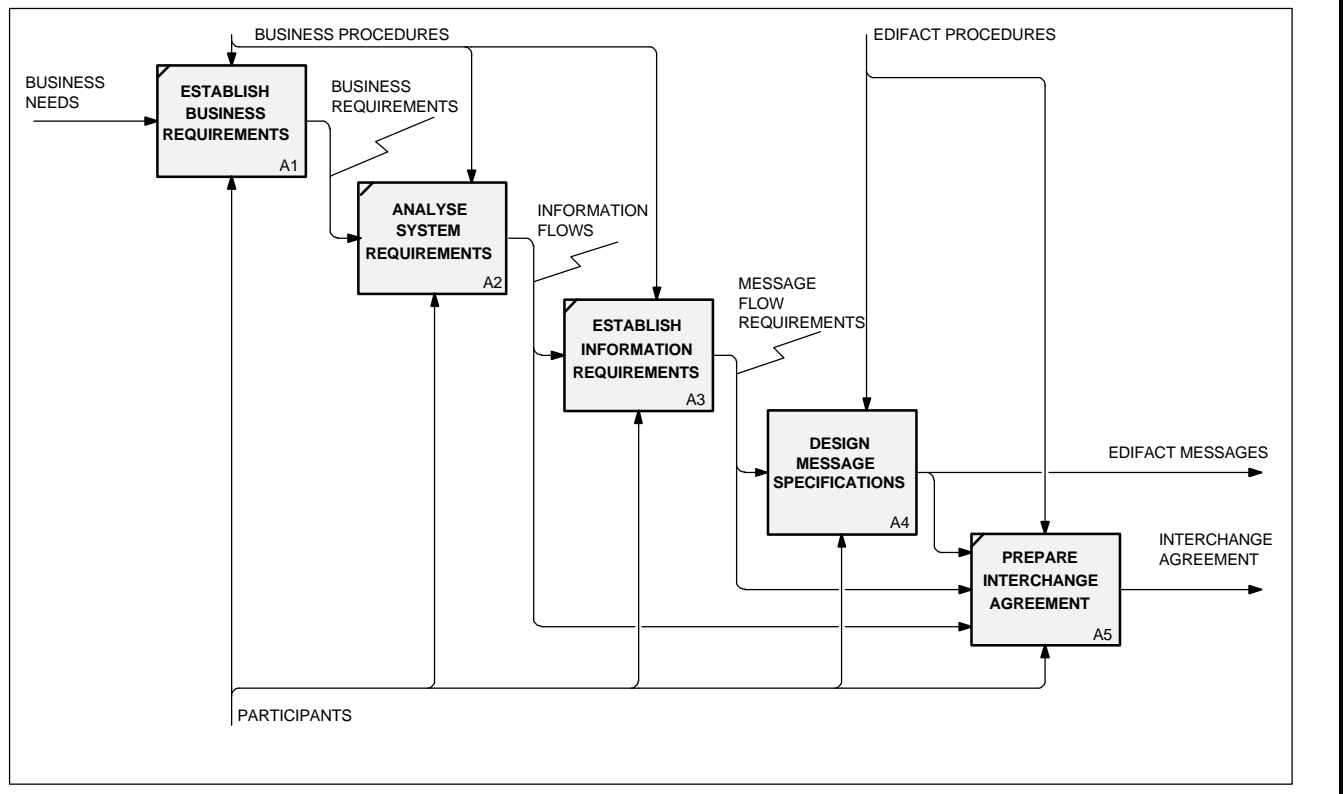 BUSINESS PROCEDURES
EDIFACT PROCEDURES
BUSINESS
NEEDS
ESTABLISH
BUSINESS
REQUIREMENTS
A1
BUSINESS
REQUIREMENTS
ANALYSE
SYSTEM
REQUIREMENTS
A2
INFORMATION
FLOWS
ESTABLISH
INFORMATION
REQUIREMENTS
A3
MESSAGE
FLOW
REQUIREMENTS
DESIGN
MESSAGE
SPECIFICATIONS
A4
EDIFACT MESSAGES
PREPARE
INTERCHANGE
AGREEMENT
A5
INTERCHANGE
AGREEMENT
PARTICIPANTS